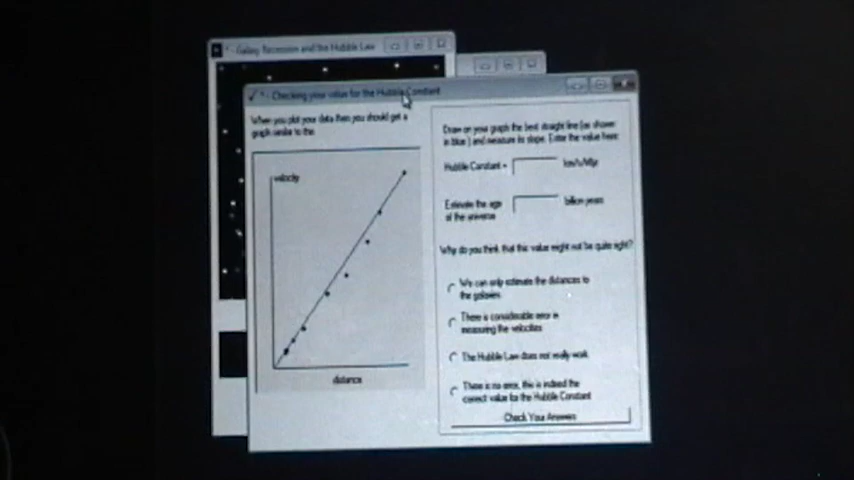 * - Galaxy Recession and the Hubble Law
* - Checking your value for the Hubble Constant
When you plot your data then you should get a
graph similar to this
velocity
distance
Draw on your graph the best straight line (as shown
in blue) and measure its slope. Enter the value here:
Hubble Constant = km/s/Mpc
Estimate the age billion years
of the universe
Why do you think that this value might not be quite right?
We can only estimate the distances to
the galaxies
There is considerable error in
measuring the velocities
The Hubble Law does not really work
There is no error, this is indeed the
correct value for the Hubble Constant
Check Your Answers